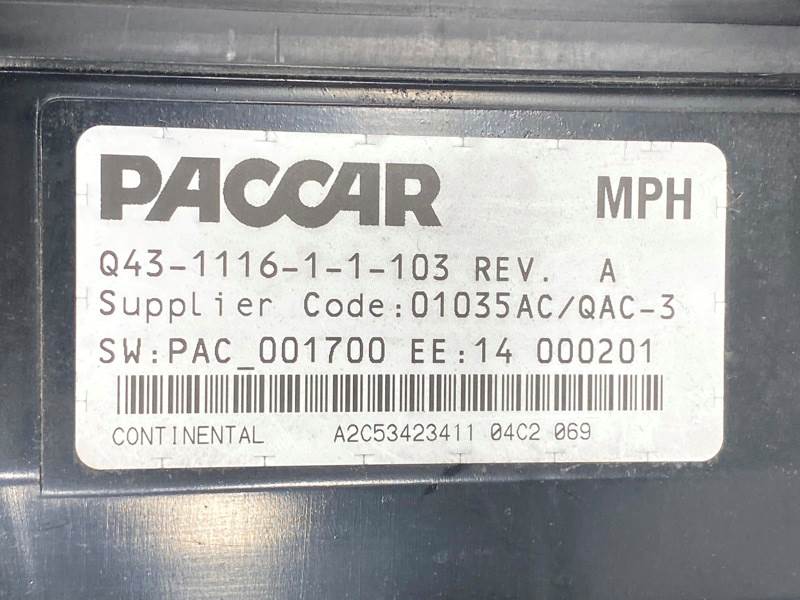 PACCAR MPH
Q43-1116-1-1-103 REV. A
Supplier Code:01035AC/QAC-3
SW:PAC_001700 EE:14 000201
CONTINENTAL A2C53423411 04C2 069